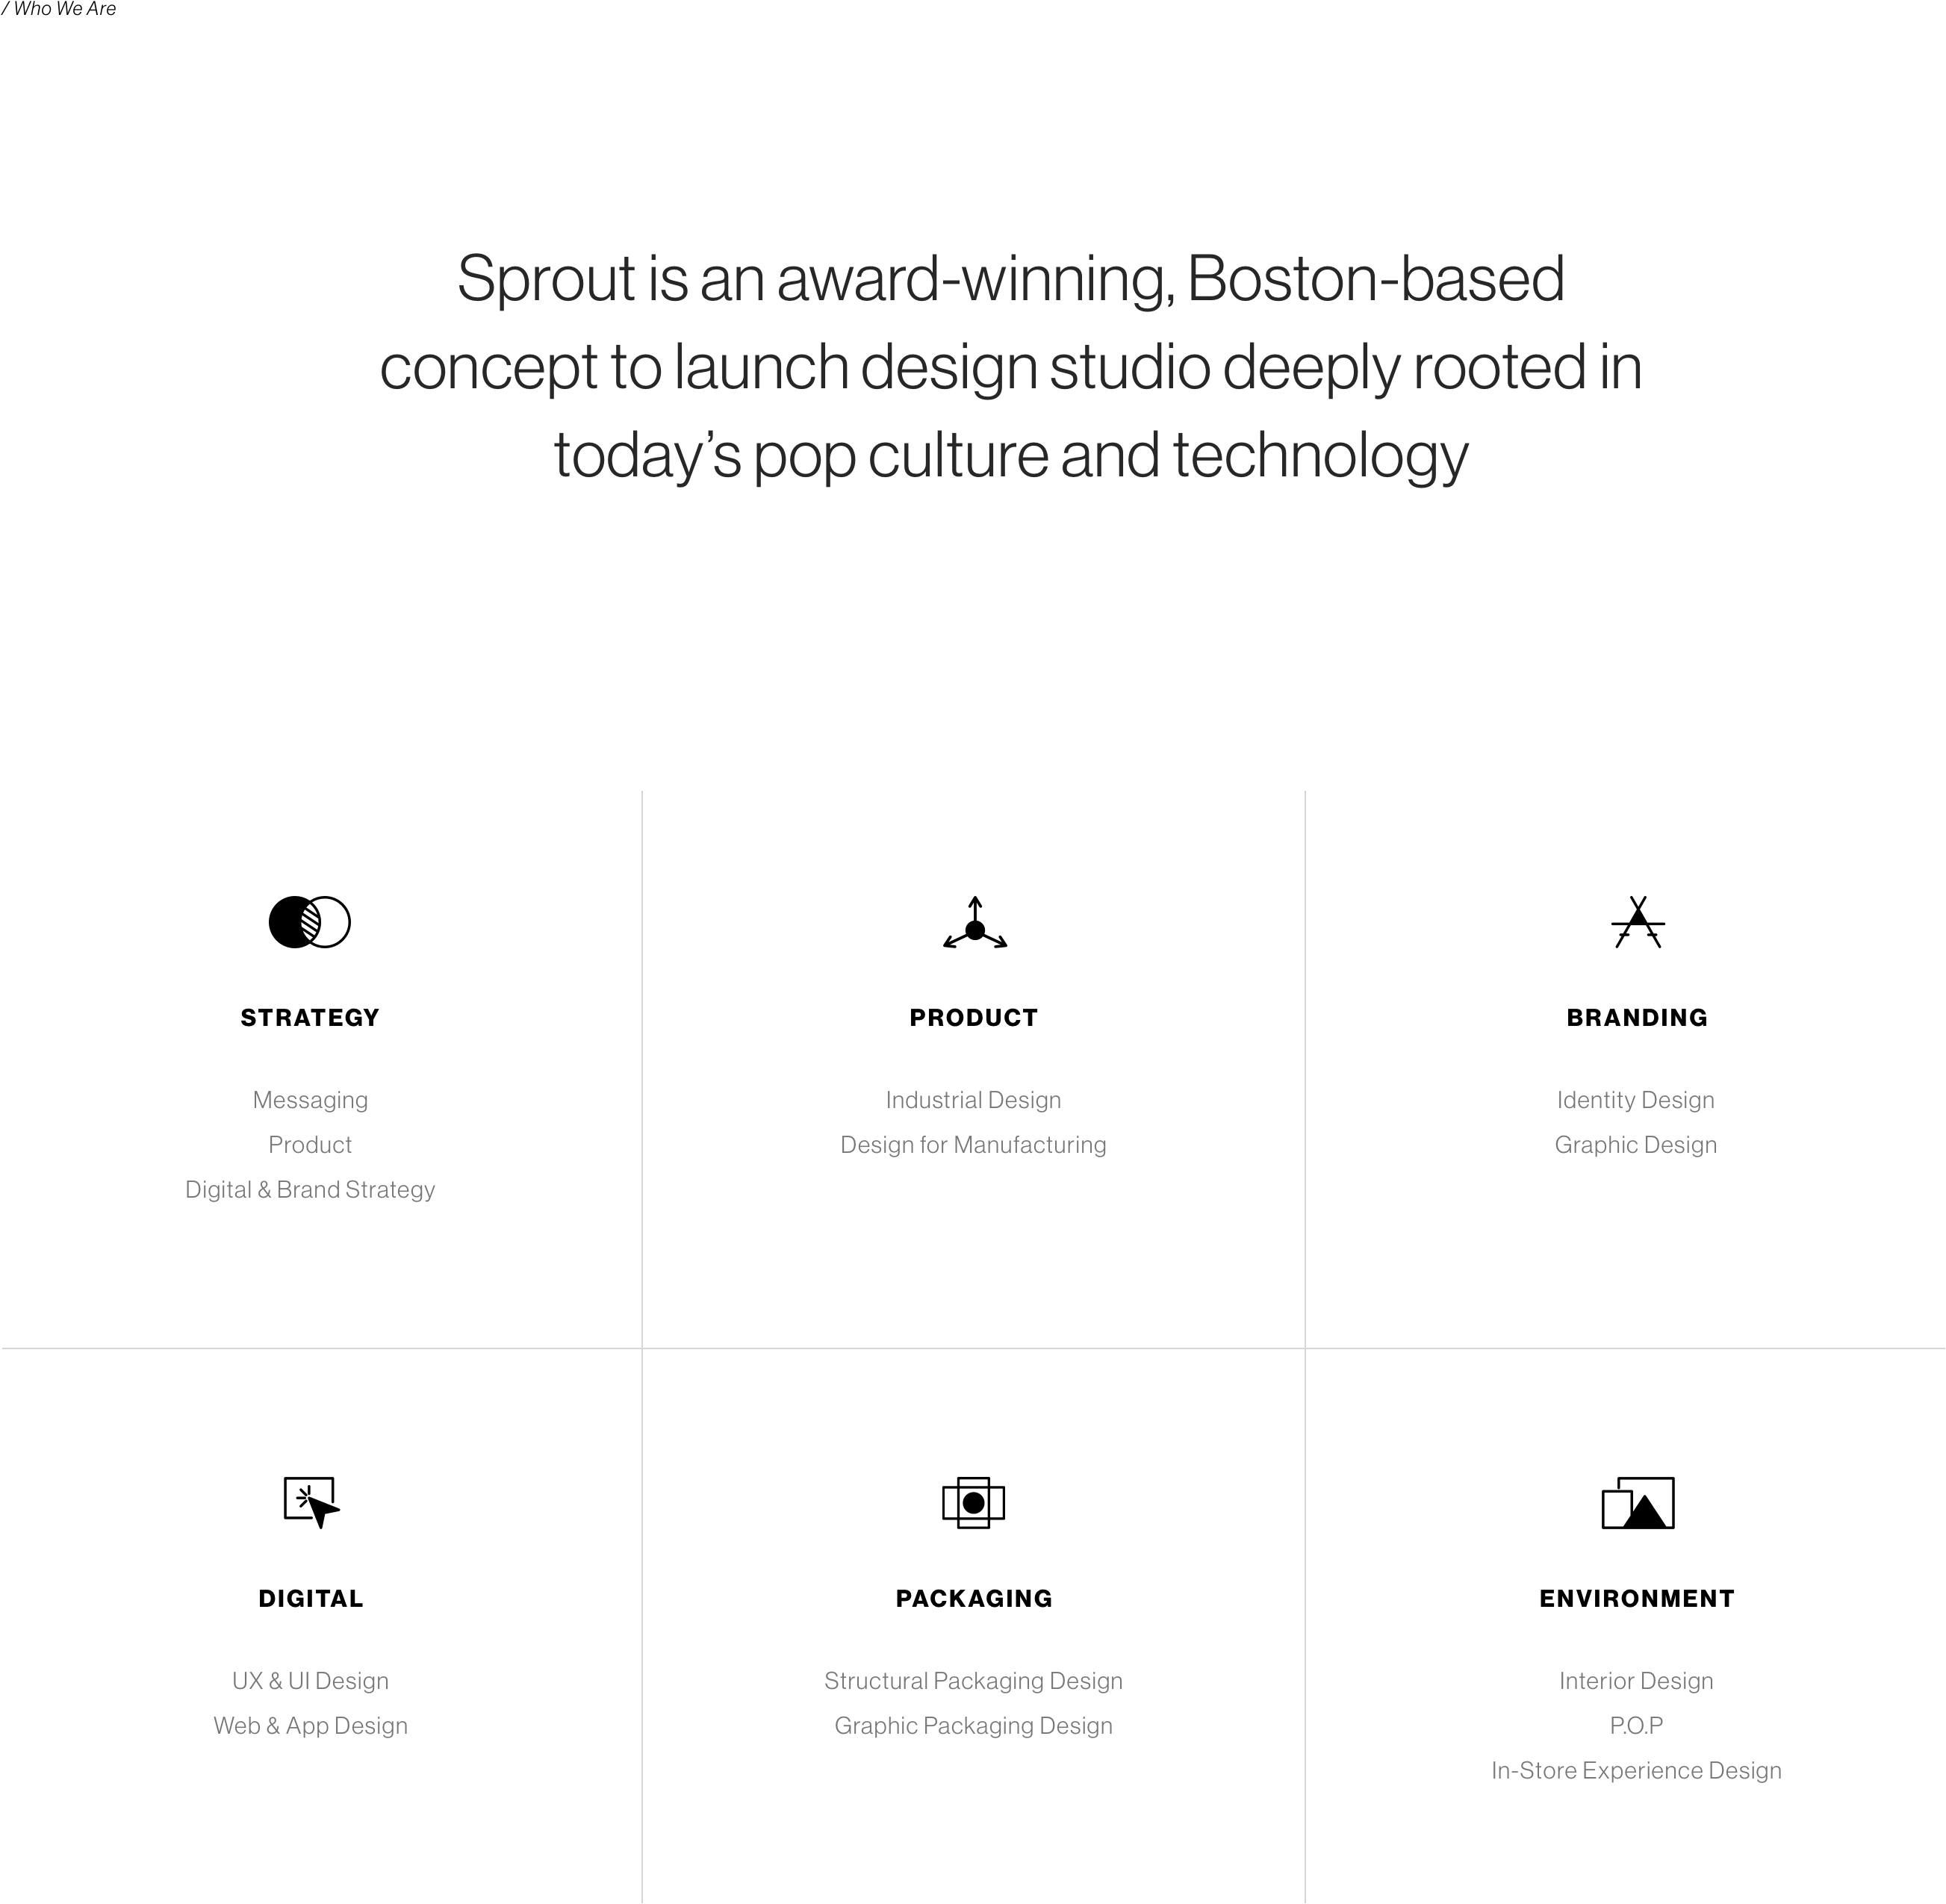 / Who We Are
Sprout is an award-winning, Boston-based
concept to launch design studio deeply rooted in
today’s pop culture and technology
STRATEGY
Messaging
Product
Digital & Brand Strategy
PRODUCT
Industrial Design
Design for Manufacturing
BRANDING
Identity Design
Graphic Design
DIGITAL
UX & UI Design
Web & App Design
PACKAGING
Structural Packaging Design
Graphic Packaging Design
ENVIRONMENT
Interior Design
P.O.P
In-Store Experience Design